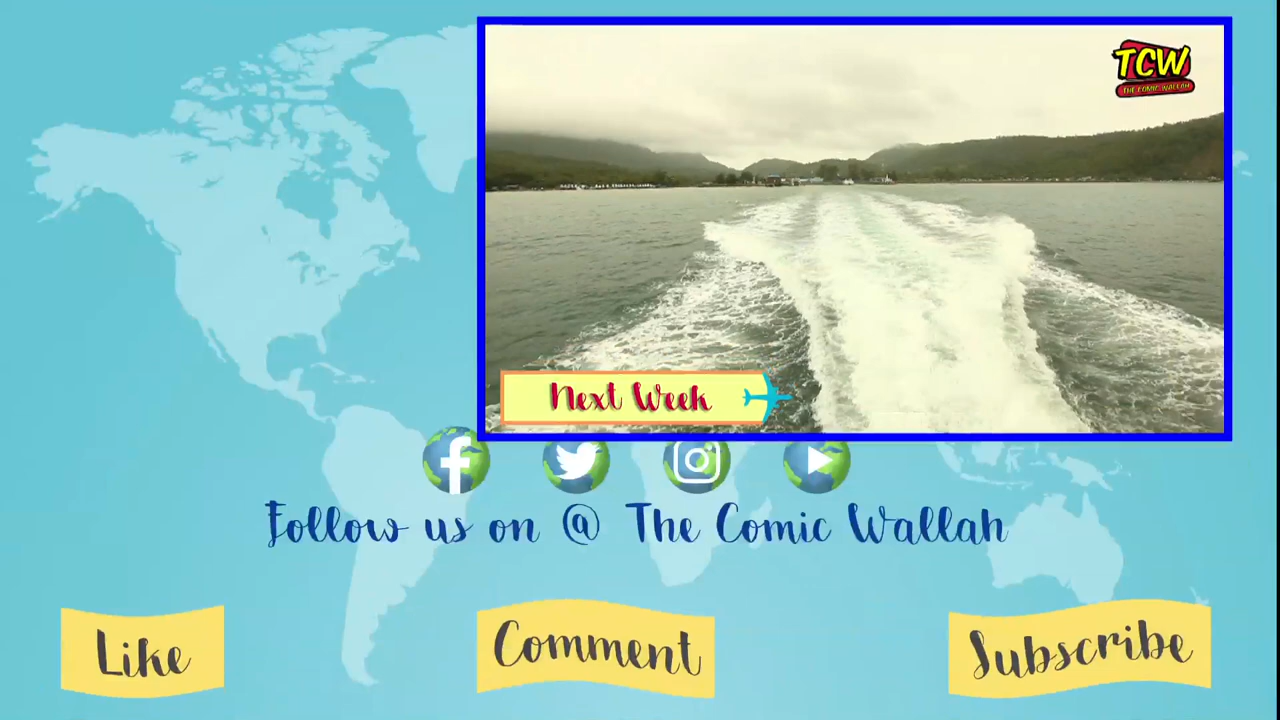 TCW
THE COMIC WALLAH
Next Week
Follow us on @ The Comic Wallah
Like
Comment
Subscribe